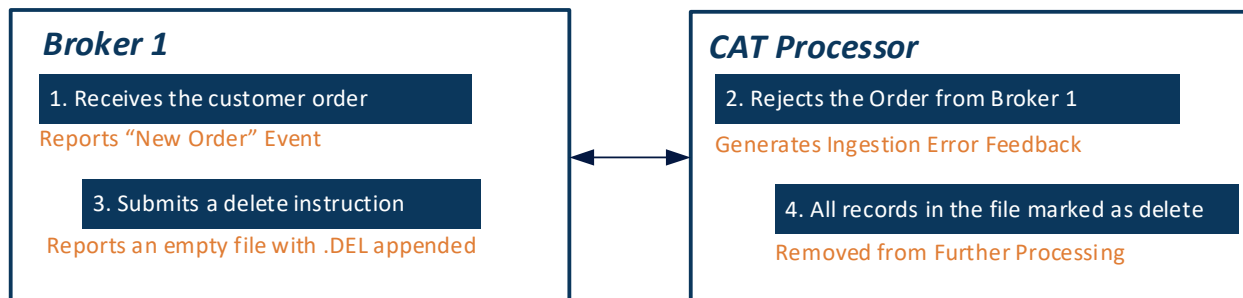 Broker 1
1. Receives the customer order
Reports “New Order” Event
3. Submits a delete instruction
Reports an empty file with .DEL appended
CAT Processor
2. Rejects the Order from Broker 1
Generates Ingestion Error Feedback
4. All records in the file marked as delete
Removed from Further Processing